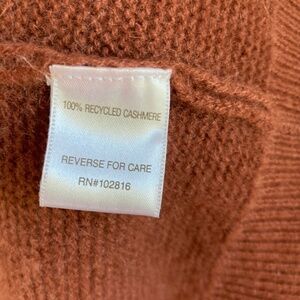 100% RECYCLED CASHMERE
REVERSE FOR CARE
RN#102816